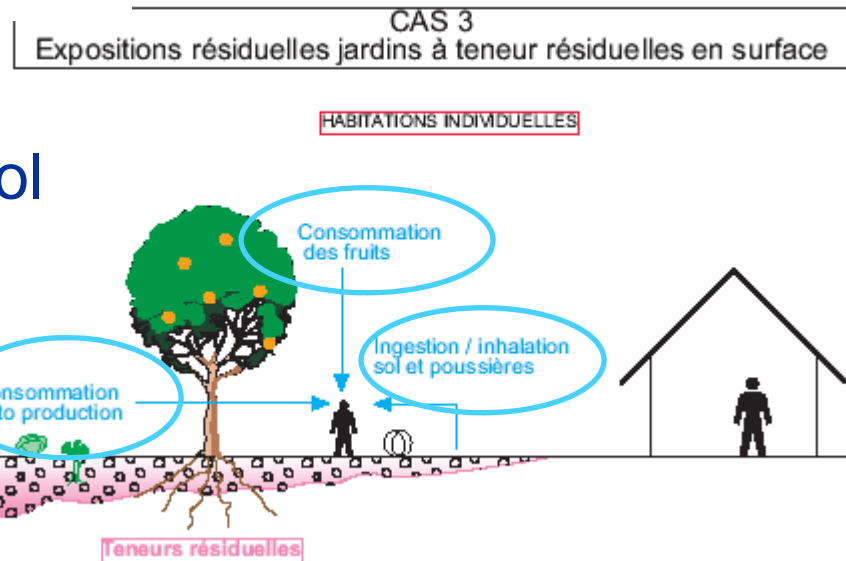 CAS 3
Expositions résiduelles jardins à teneur résiduelles en surface
HABITATIONS INDIVIDUELLES
ol
Consommation
des fruits
Ingestion / inhalation
sol et poussières
onsommation
to production
Teneurs résiduelles